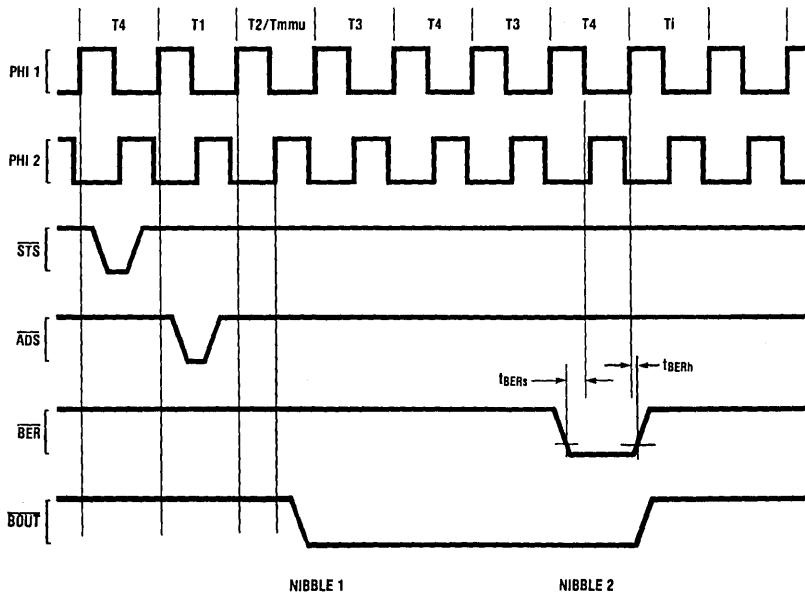 T4 T1 T2/Tmmu T3 T4 T3 T4 Ti
PHI 1
PHI 2
STS
ADS
tBERs tBERh
BER
BOUT
NIBBLE 1 NIBBLE 2